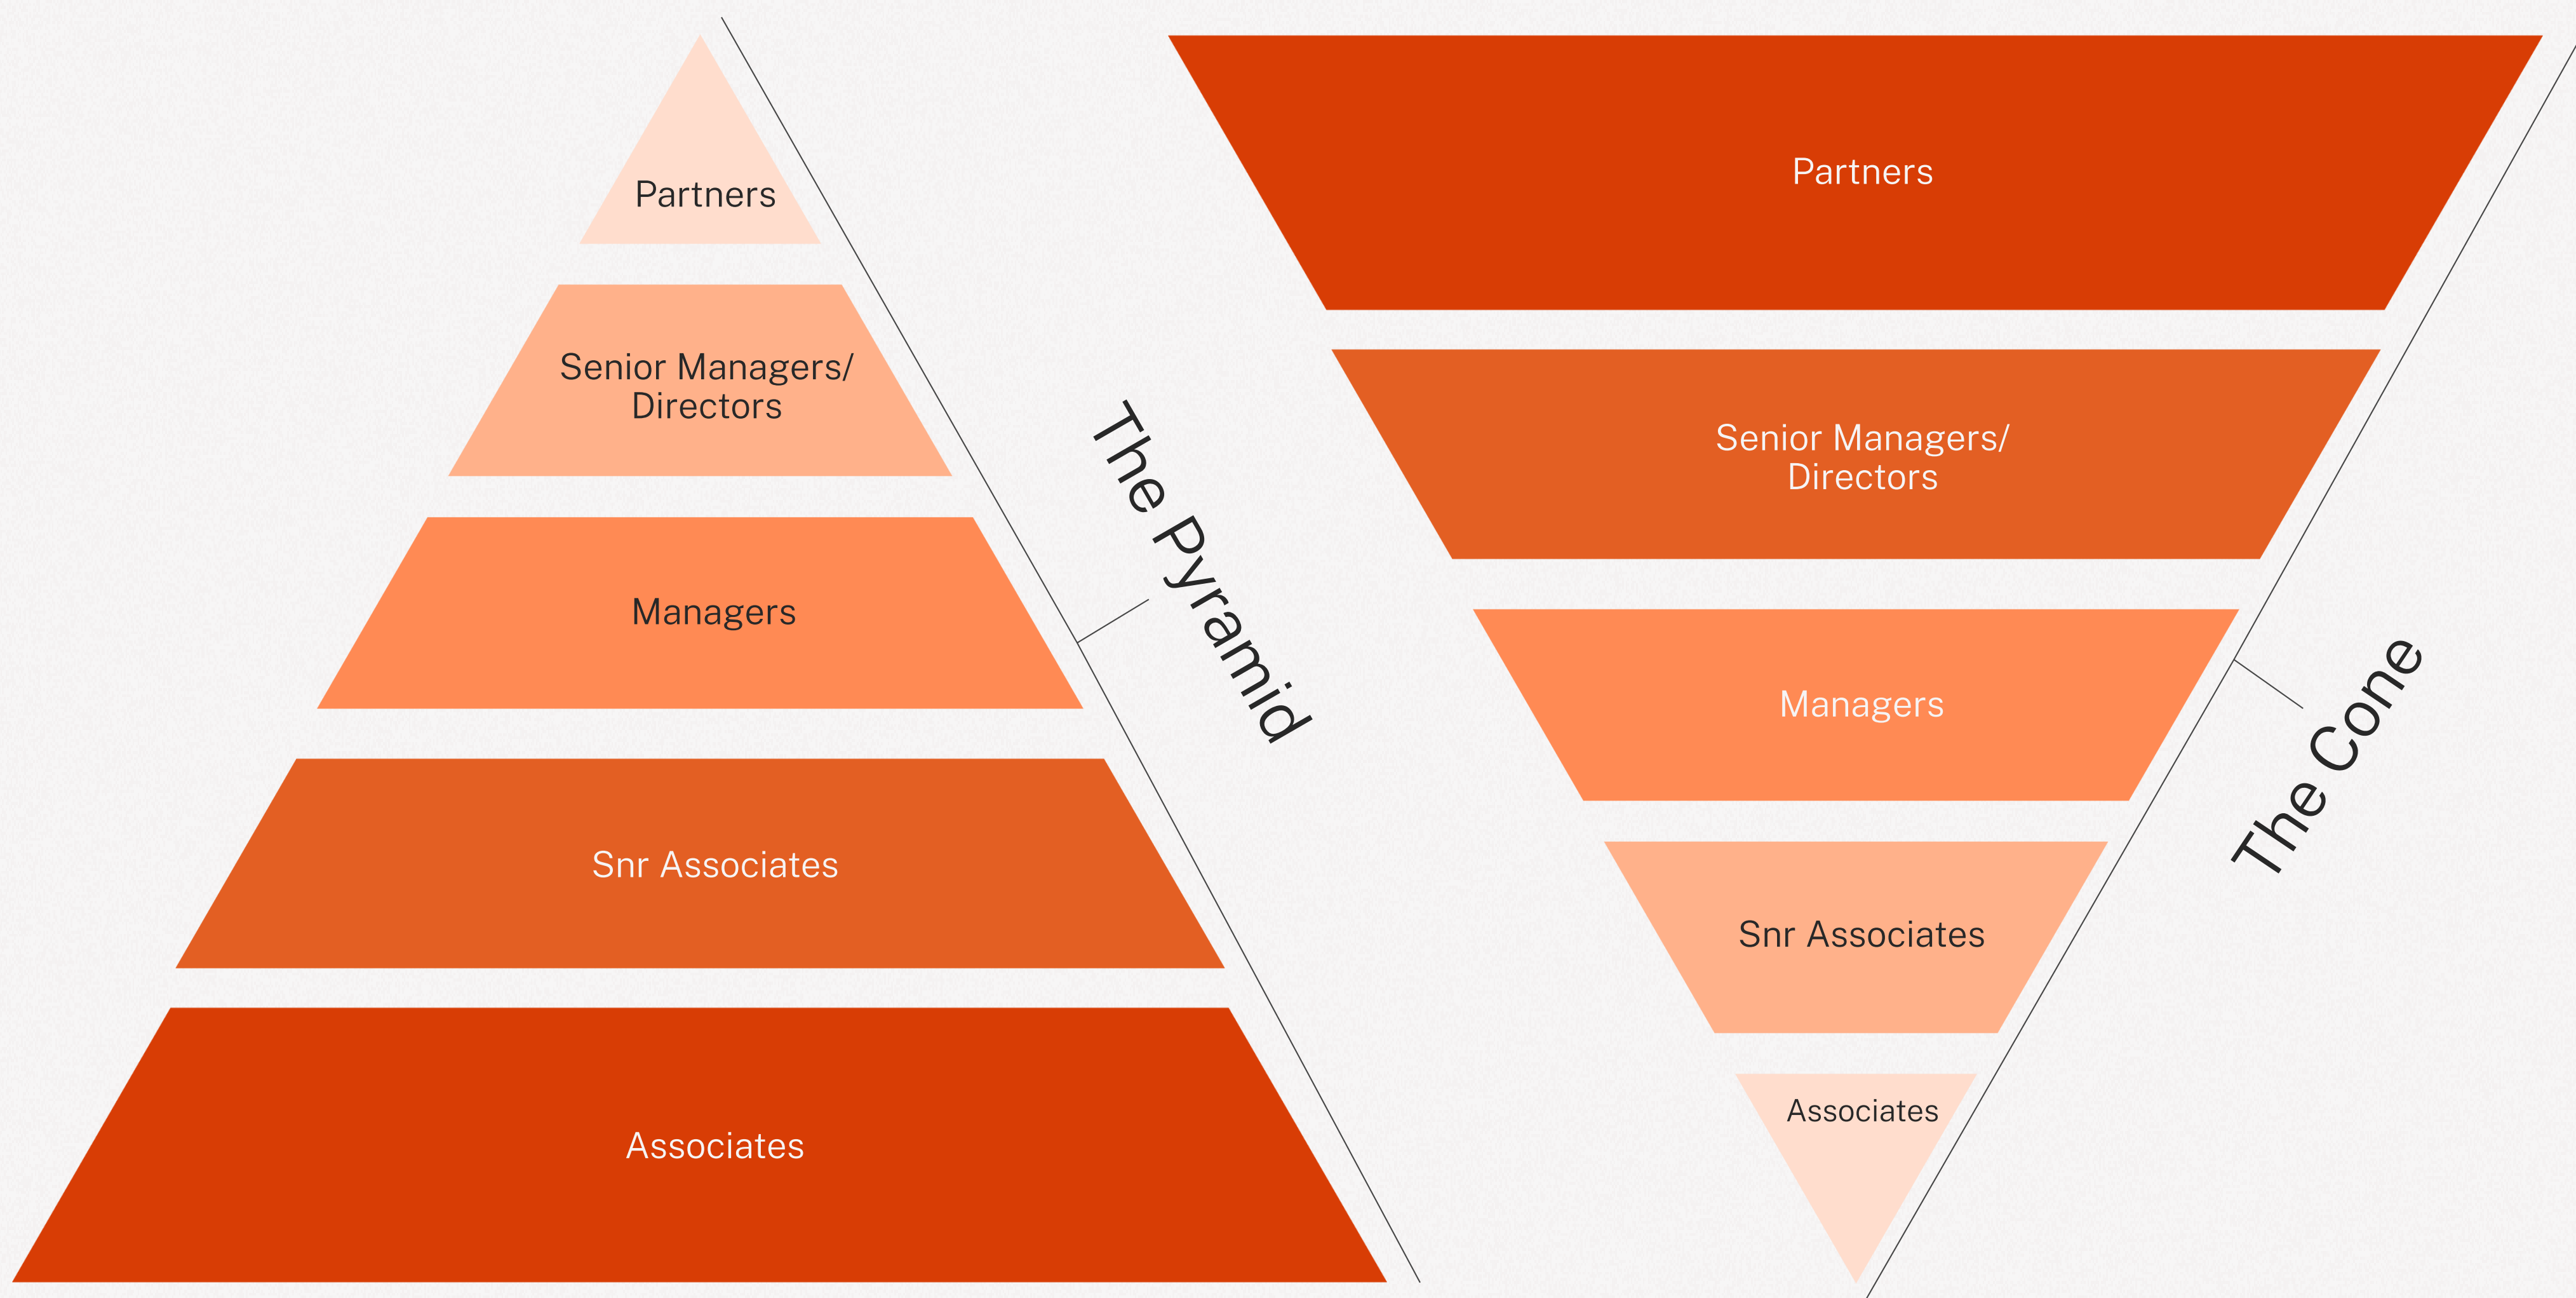 Partners
Senior Managers/
Directors
Managers
Snr Associates
Associates
The Pyramid
Partners
Senior Managers/
Directors
Managers
Snr Associates
Associates
The Cone